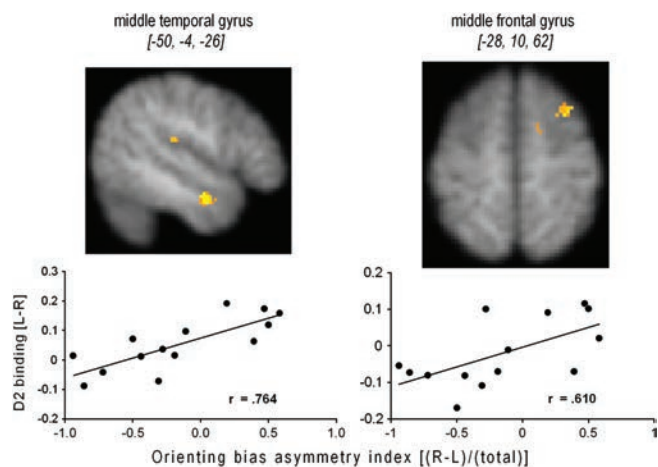 middle temporal gyrus
[-50, -4, -26]
middle frontal gyrus
[-28, 10, 62]
D2 binding [L-R]
0.3
0.2
0.1
0
-0.1
-0.2
r = .764
-1.0
-0.5
0.0
0.5
1.0
0.2
0.1
0
-0.1
-0.2
r = .610
-1
-0.5
0
0.5
1
Orienting bias asymmetry index [(R-L)/(total)]